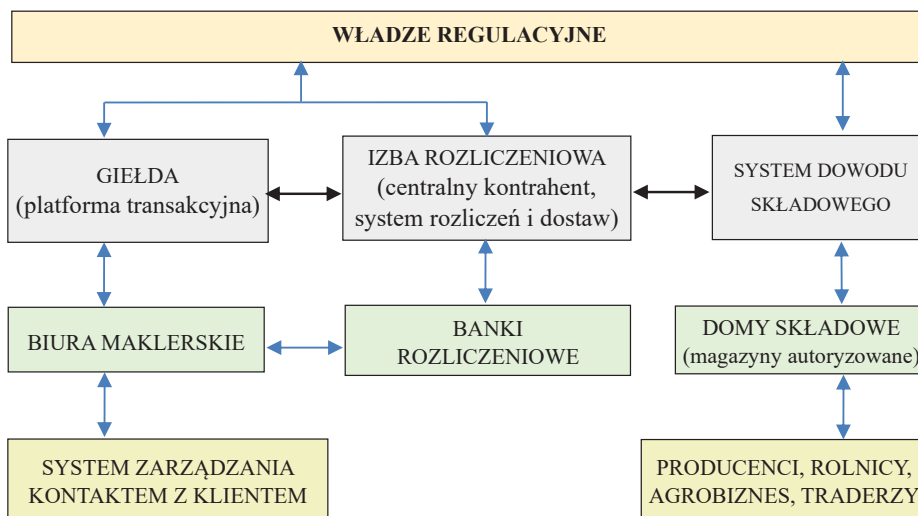 WŁADZE REGULACYJNE
GIEŁDA
(platforma transakcyjna)
IZBA ROZLICZENIOWA
(centralny kontrahent,
system rozliczeń i dostaw)
SYSTEM DOWODU
SKŁADOWEGO
BIURA MAKLERSKIE
BANKI
ROZLICZENIOWE
DOMY SKŁADOWE
(magazyny autoryzowane)
SYSTEM ZARZĄDZANIA
KONTAKTEM Z KLIENTEM
PRODUCENCI, ROLNICY,
AGROBIZNES, TRADERZY